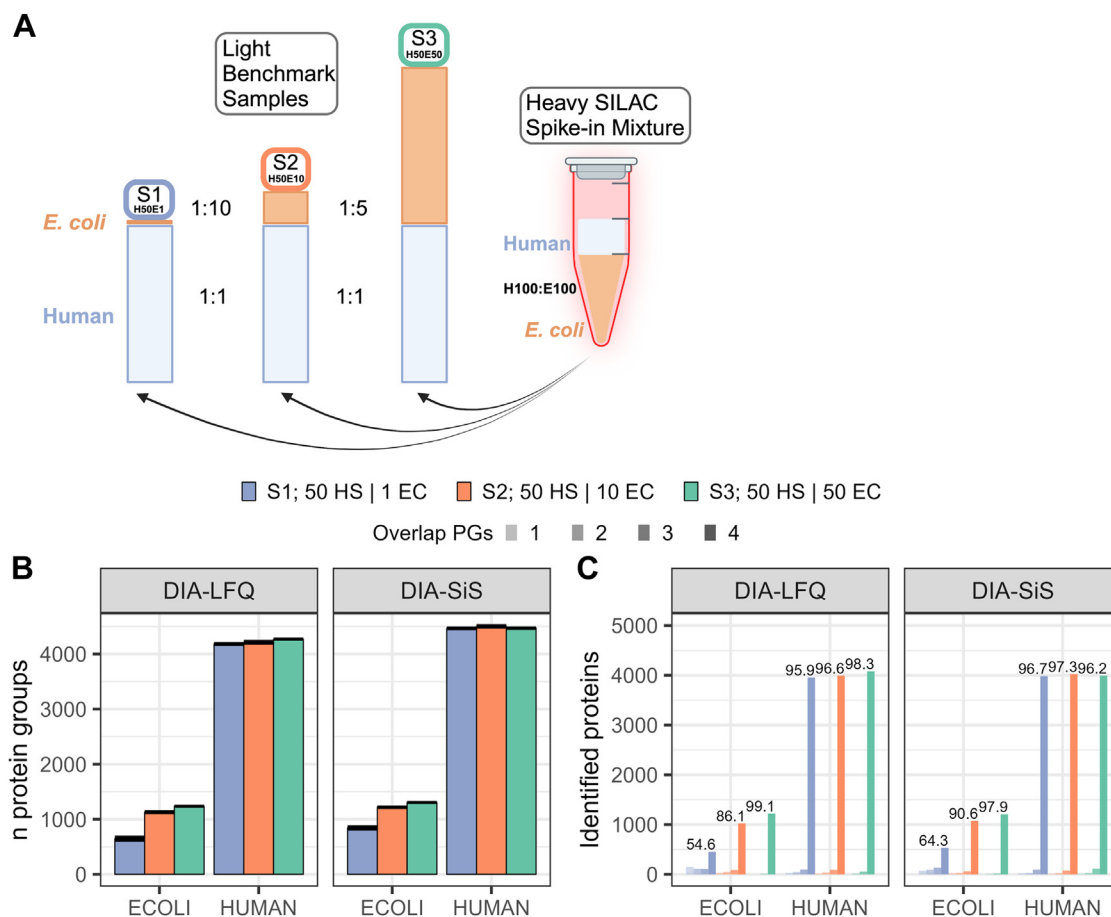 A
Light
Benchmark
Samples
S3
H50E50
Heavy SILAC
Spike-in Mixture
S2
H50E10
S1
H50E1
1:10
1:5
E. coli
Human
H100:E100
1:1
1:1
Human
E. coli
S1; 50 HS | 1 EC
S2; 50 HS | 10 EC
S3; 50 HS | 50 EC
Overlap PGs 1 2 3 4
B
DIA-LFQ
DIA-SiS
n protein groups
4000
3000
2000
1000
0
ECOLI
HUMAN
ECOLI
HUMAN
C
DIA-LFQ
DIA-SiS
Identified proteins
5000
4000
3000
2000
1000
0
54.6
86.1
99.1
95.9
96.6
98.3
64.3
90.6
97.9
96.7
97.3
96.2
ECOLI
HUMAN
ECOLI
HUMAN